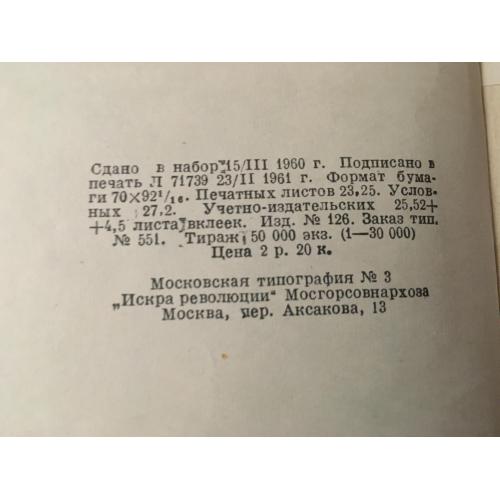 Сдано в набор 15/III 1960 г. Подписано в
печать Л 71739 23/II 1961 г. Формат бума-
ги 70×92¹/₁₆. Печатных листов 23,25. Услов-
ных 27,2. Учетно-издательских 25,52+
+4,5 листа вклеек. Изд. № 126. Заказ тип.
№ 551. Тираж 50 000 экз. (1—30 000)
Цена 2 р. 20 к.
Московская типография № 3
„Искра революции" Мосгорсовнархоза
Москва, пер. Аксакова, 13